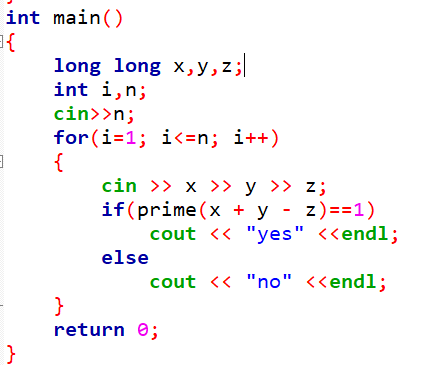 int main()
{
    long long x,y,z;
    int i,n;
    cin>>n;
    for(i=1; i<=n; i++)
    {
        cin >> x >> y >> z;
        if(prime(x + y - z)==1)
            cout << "yes" <<endl;
        else
            cout << "no" <<endl;
    }
    return 0;
}